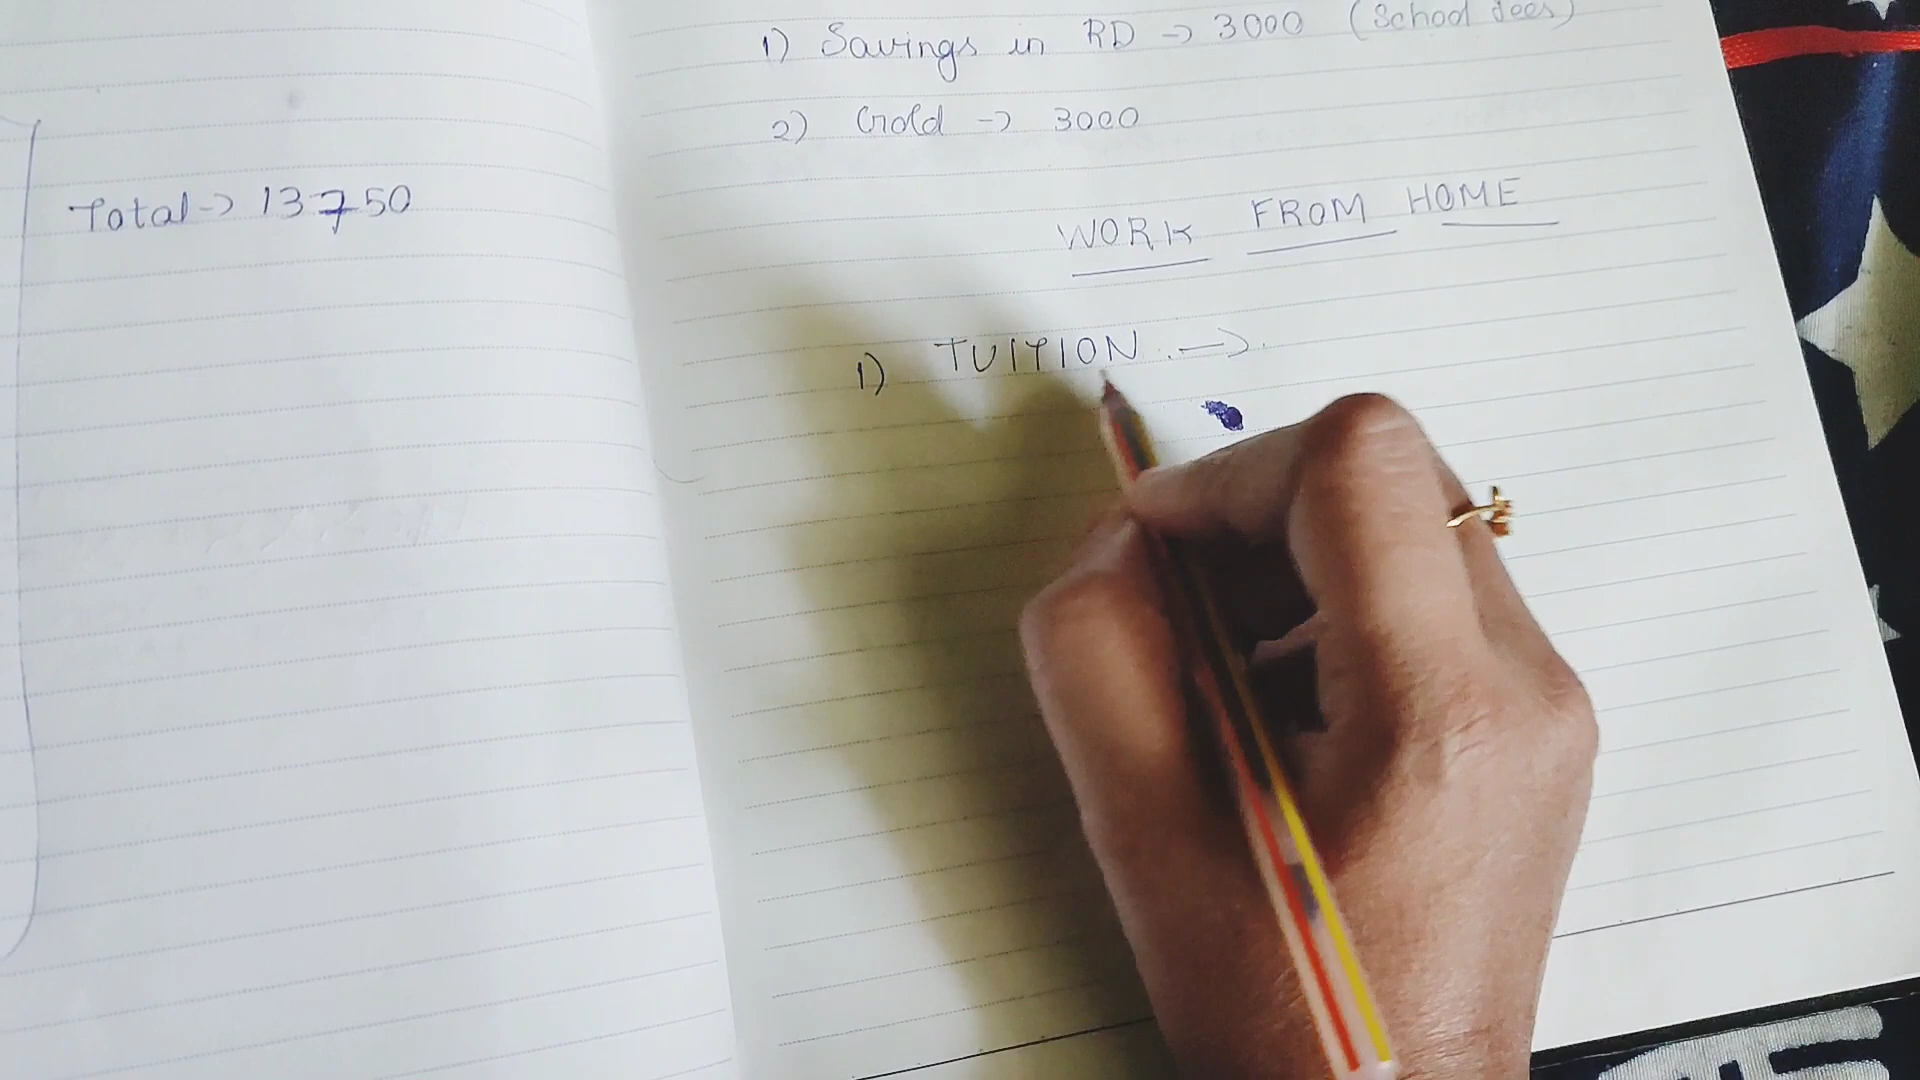 Total -> 13750
1) Savings in RD -> 3000 (School fees)
2) Gold -> 3000
WORK FROM HOME
1) TUITION ->